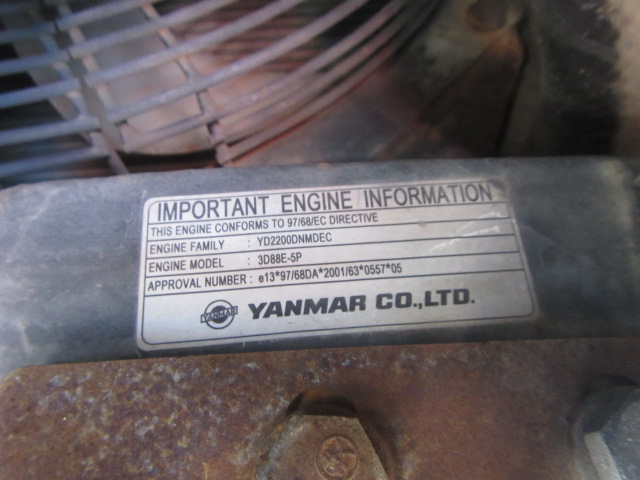 IMPORTANT ENGINE INFORMATION
THIS ENGINE CONFORMS TO 97/68/EC DIRECTIVE
ENGINE FAMILY : YD2200DNMDEC
ENGINE MODEL : 3D88E-5P
APPROVAL NUMBER : e13*97/68DA*2001/63*0557*05
YANMAR YANMAR CO.,LTD.